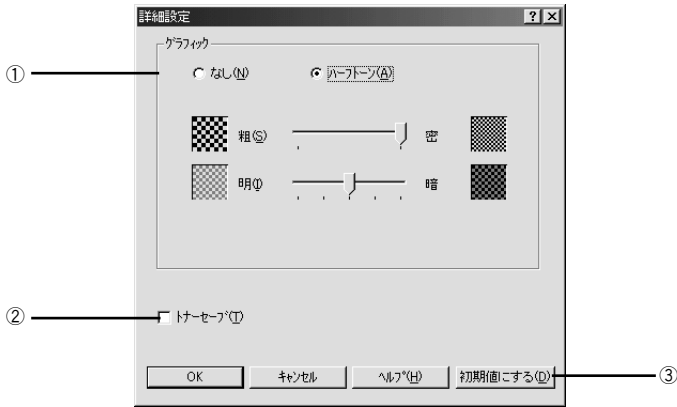 詳細設定
グラフィック
① なし(N) ハーフトーン(A)
粗(S) 密
明(I) 暗
② トナーセーブ(T)
OK キャンセル ヘルプ(H) 初期値にする(D) ③